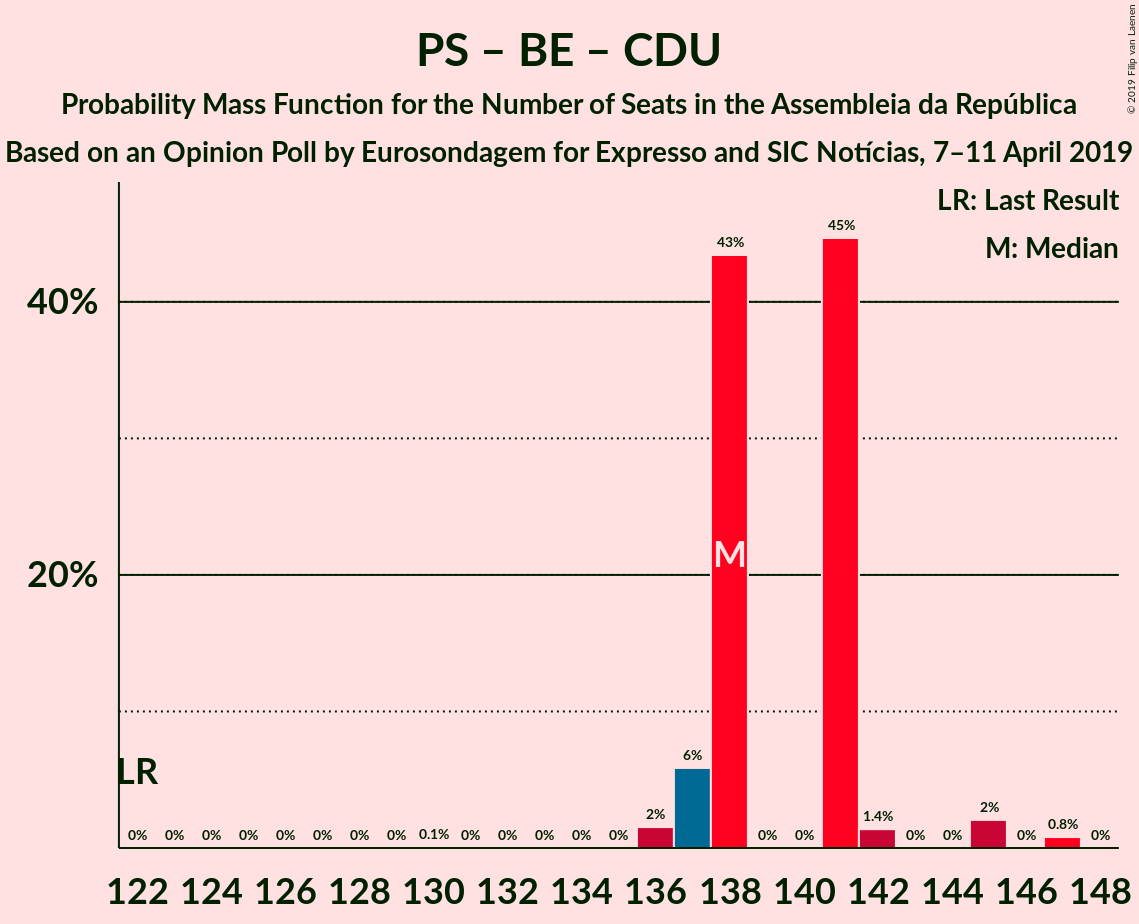 PS – BE – CDU
Probability Mass Function for the Number of Seats in the Assembleia da República
Based on an Opinion Poll by Eurosondagem for Expresso and SIC Notícias, 7–11 April 2019
© 2019 Filip van Laenen
LR: Last Result
M: Median
45%
43%
40%
M
20%
LR
6%
2% 1.4% 2% 0.8%
0% 0% 0% 0% 0% 0% 0% 0% 0.1% 0% 0% 0% 0% 0% 0% 0% 0% 0% 0% 0%
122 124 126 128 130 132 134 136 138 140 142 144 146 148